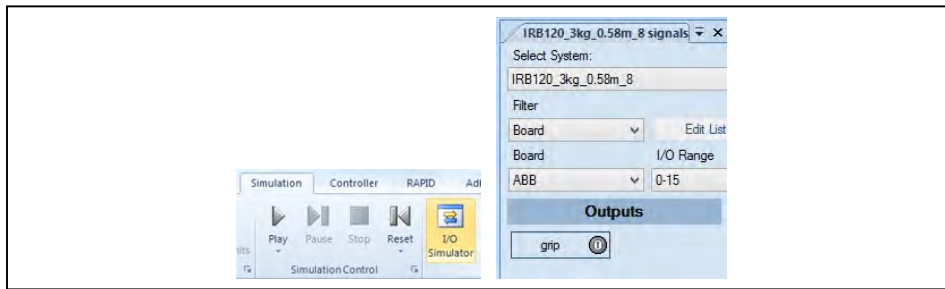 Simulation Controller RAPID
Play Pause Stop Reset I/O
Simulator
Simulation Control
IRB120_3kg_0.58m_8 signals
Select System:
IRB120_3kg_0.58m_8
Filter
Board Edit List
Board I/O Range
ABB 0-15
Outputs
grip 0